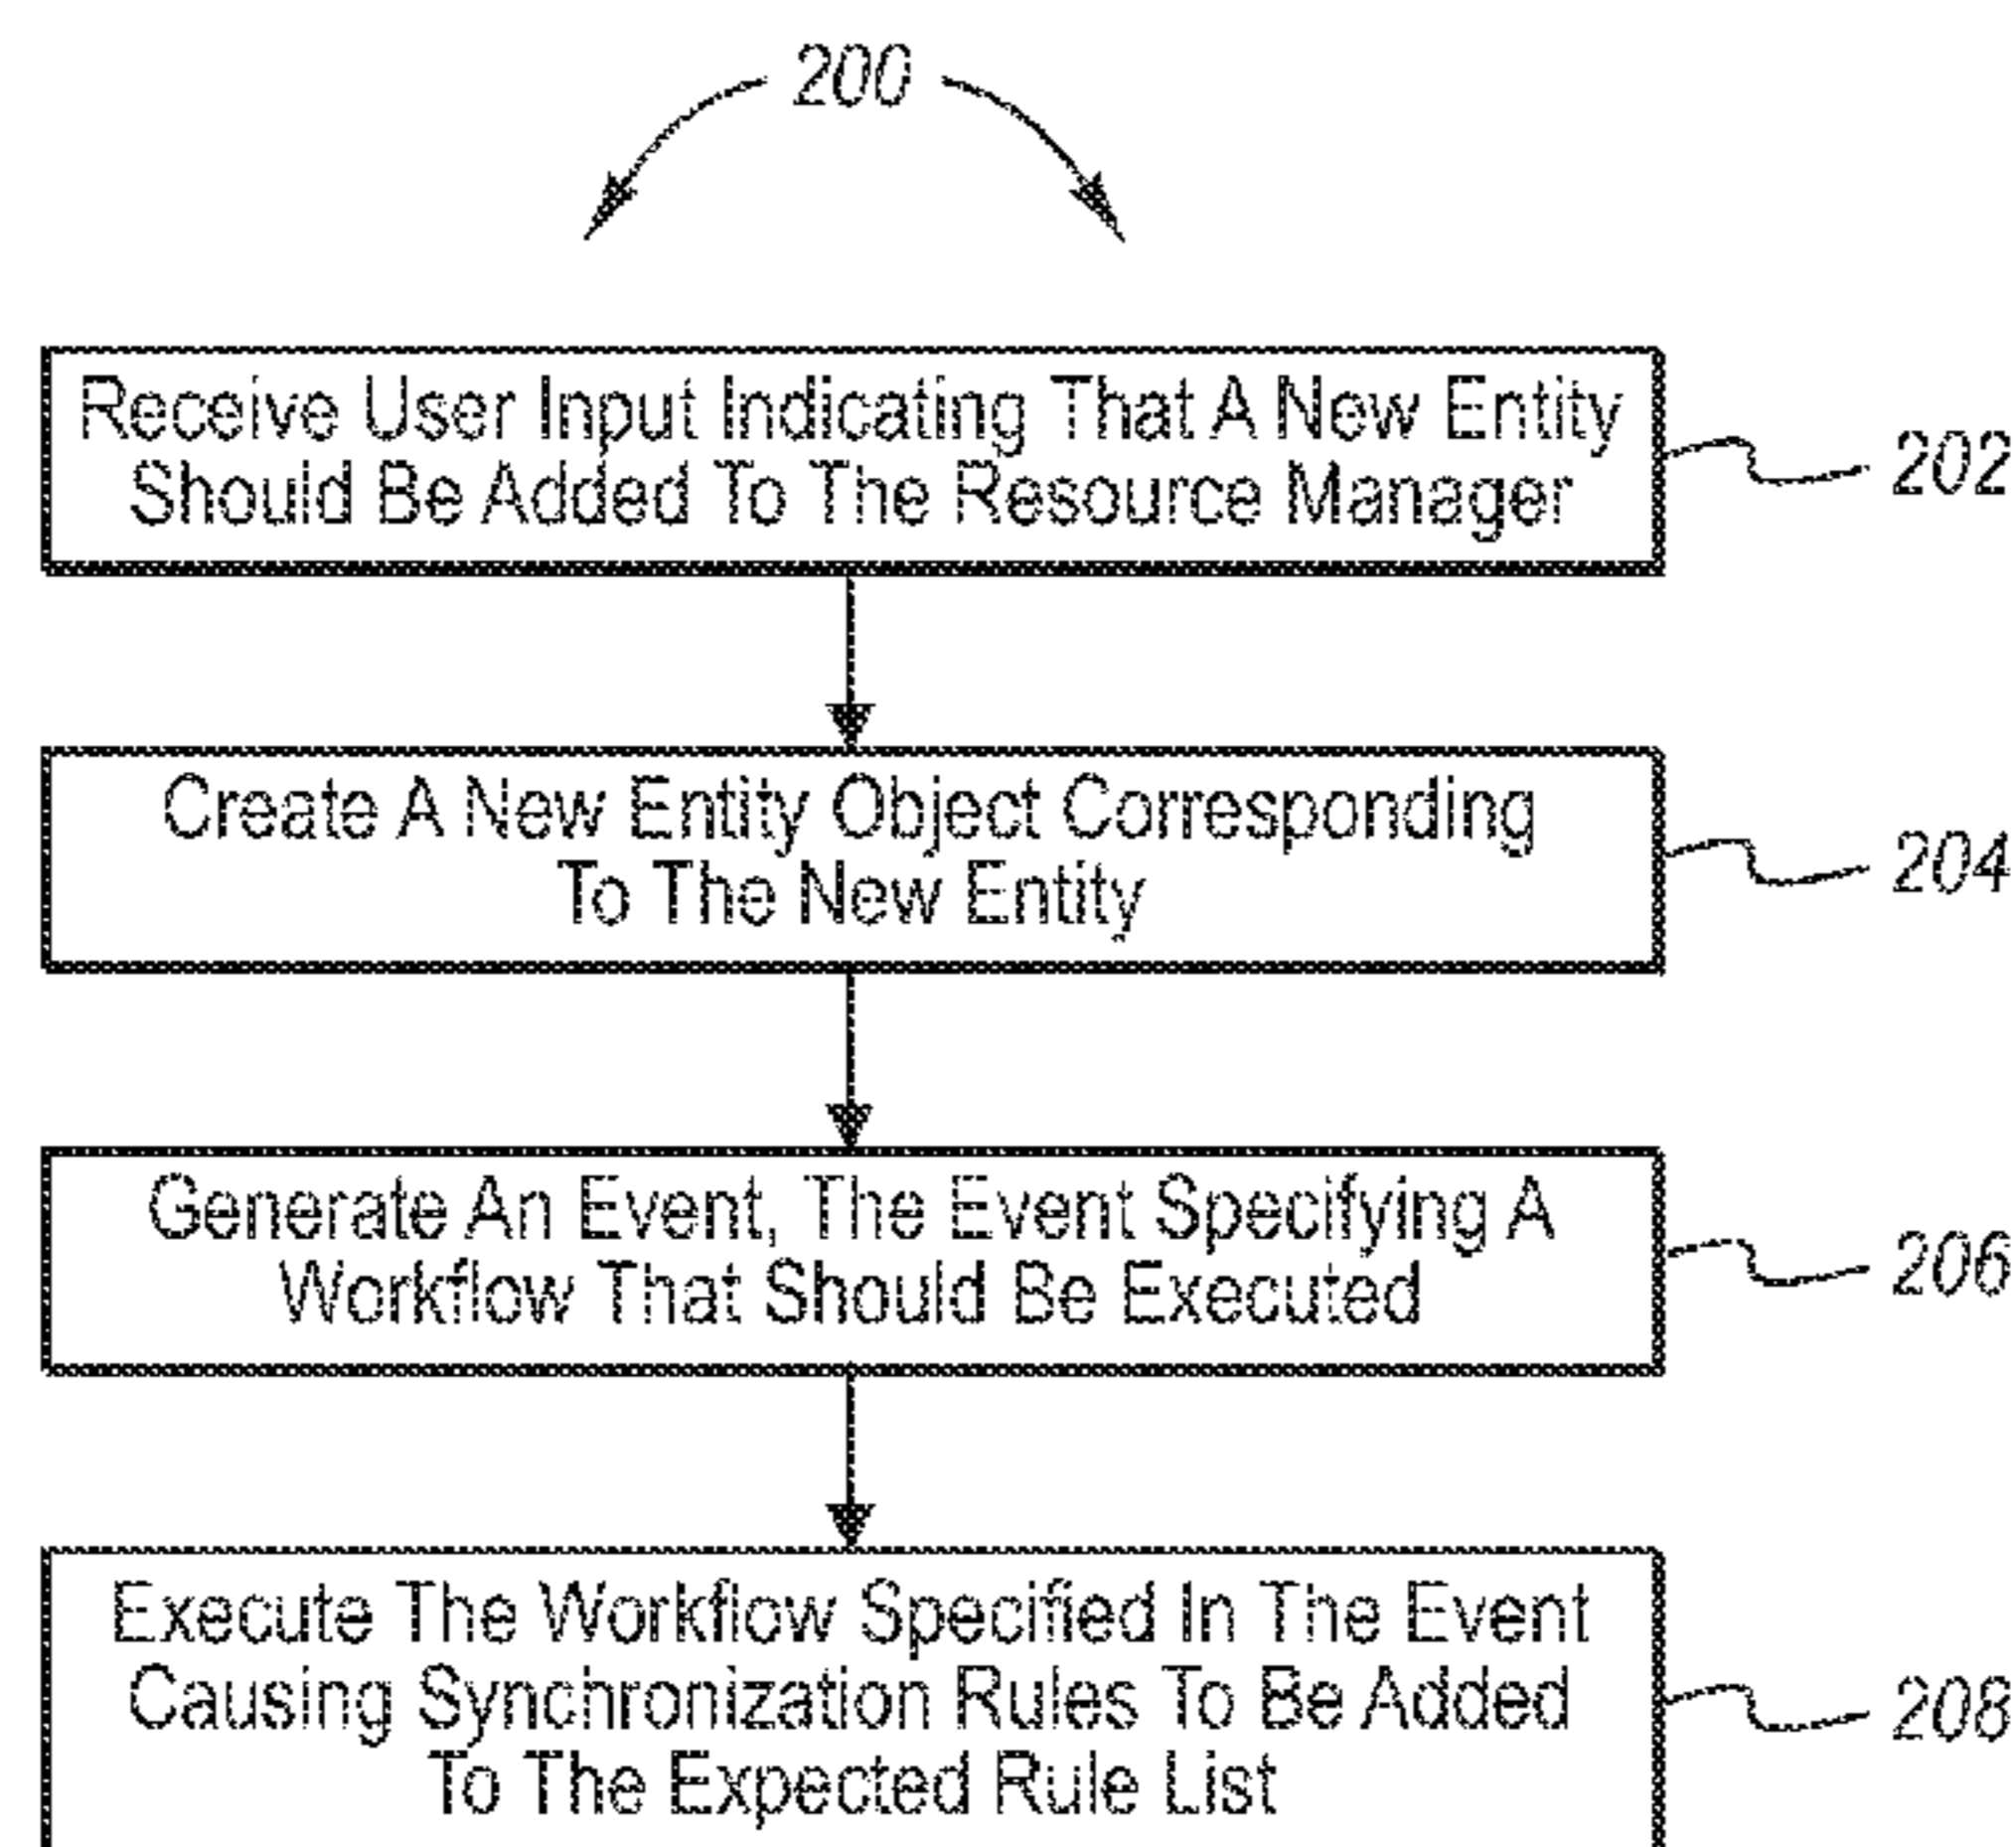 200
Receive User Input Indicating That A New Entity
Should Be Added To The Resource Manager
202
Create A New Entity Object Corresponding
To The New Entity
204
Generate An Event, The Event Specifying A
Workflow That Should Be Executed
206
Execute The Workflow Specified In The Event
Causing Synchronization Rules To Be Added
To The Expected Rule List
208